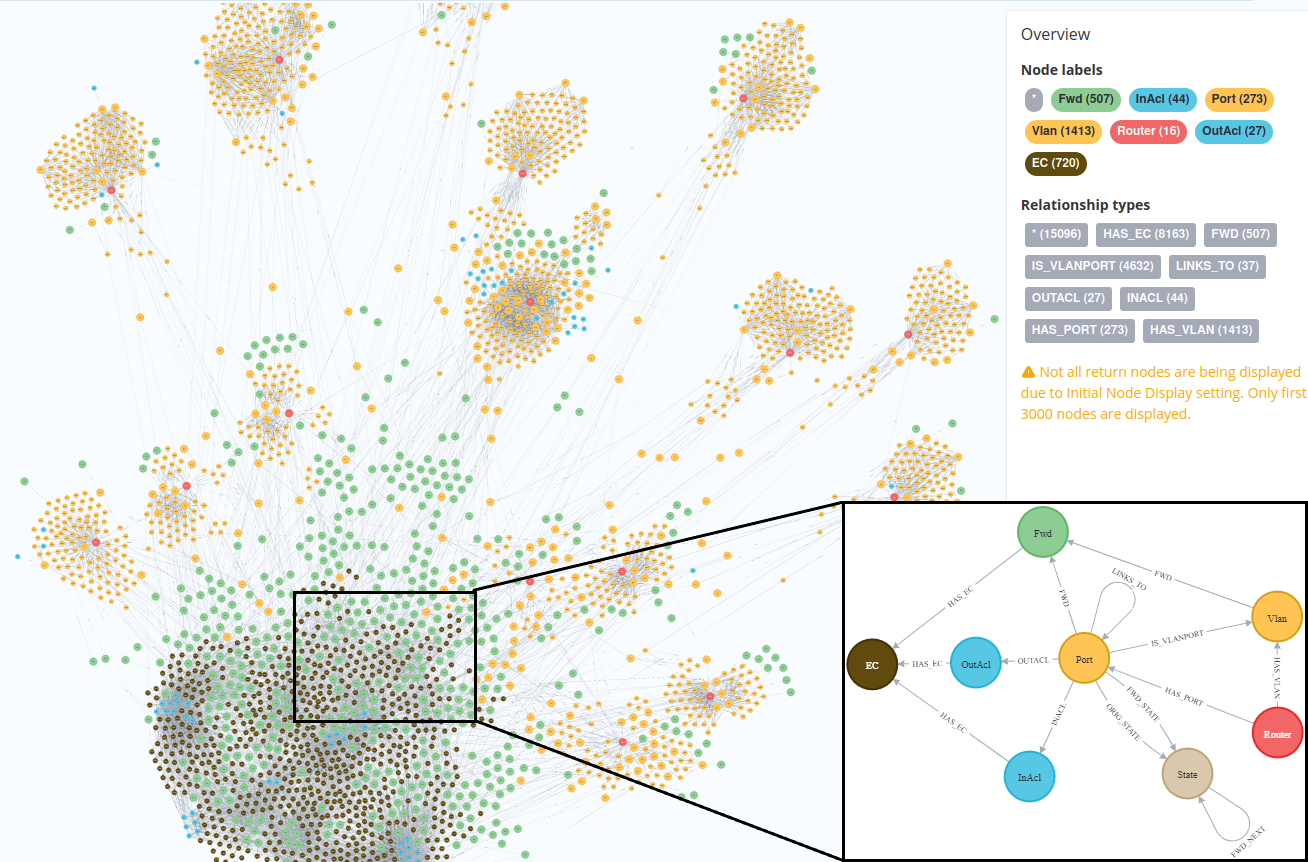 Overview
Node labels
* Fwd (507) InAcl (44) Port (273)
Vlan (1413) Router (16) OutAcl (27)
EC (720)
Relationship types
* (15096) HAS_EC (8163) FWD (507)
IS_VLANPORT (4632) LINKS_TO (37)
OUTACL (27) INACL (44)
HAS_PORT (273) HAS_VLAN (1413)
Not all return nodes are being displayed
due to Initial Node Display setting. Only first
3000 nodes are displayed.
Fwd
LINKS_TO
FWD
HAS_EC
FWD
Vlan
IS_VLANPORT
EC
HAS_EC
OutAcl
OUTACL
Port
HAS_VLAN
HAS_PORT
FWD_STATE
ORIG_STATE
INACL
HAS_EC
Router
InAcl
State
FWD_NEXT